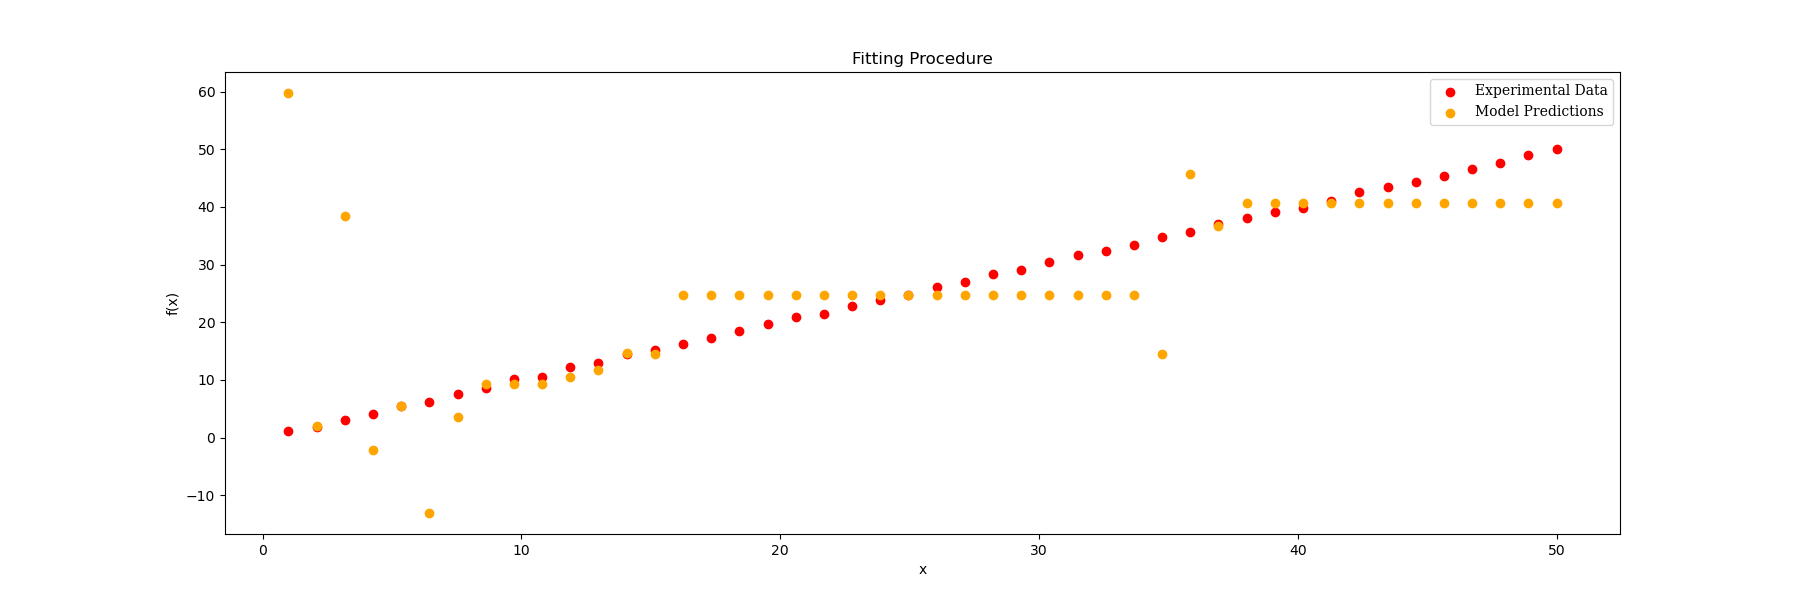 Fitting Procedure
Experimental Data
Model Predictions
60
50
40
30
20
10
0
−10
f(x)
0 10 20 30 40 50
x